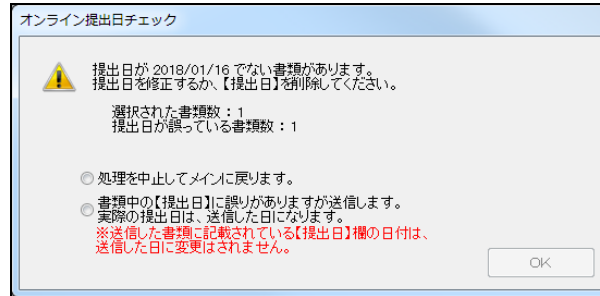 オンライン提出日チェック
提出日が 2018/01/16 でない書類があります。
提出日を修正するか、【提出日】を削除してください。
選択された書類数：1
提出日が誤っている書類数：1
処理を中止してメインに戻ります。
書類中の【提出日】に誤りがありますが送信します。
実際の提出日は、送信した日になります。
※送信した書類に記載されている【提出日】欄の日付は、
送信した日に変更はされません。
OK